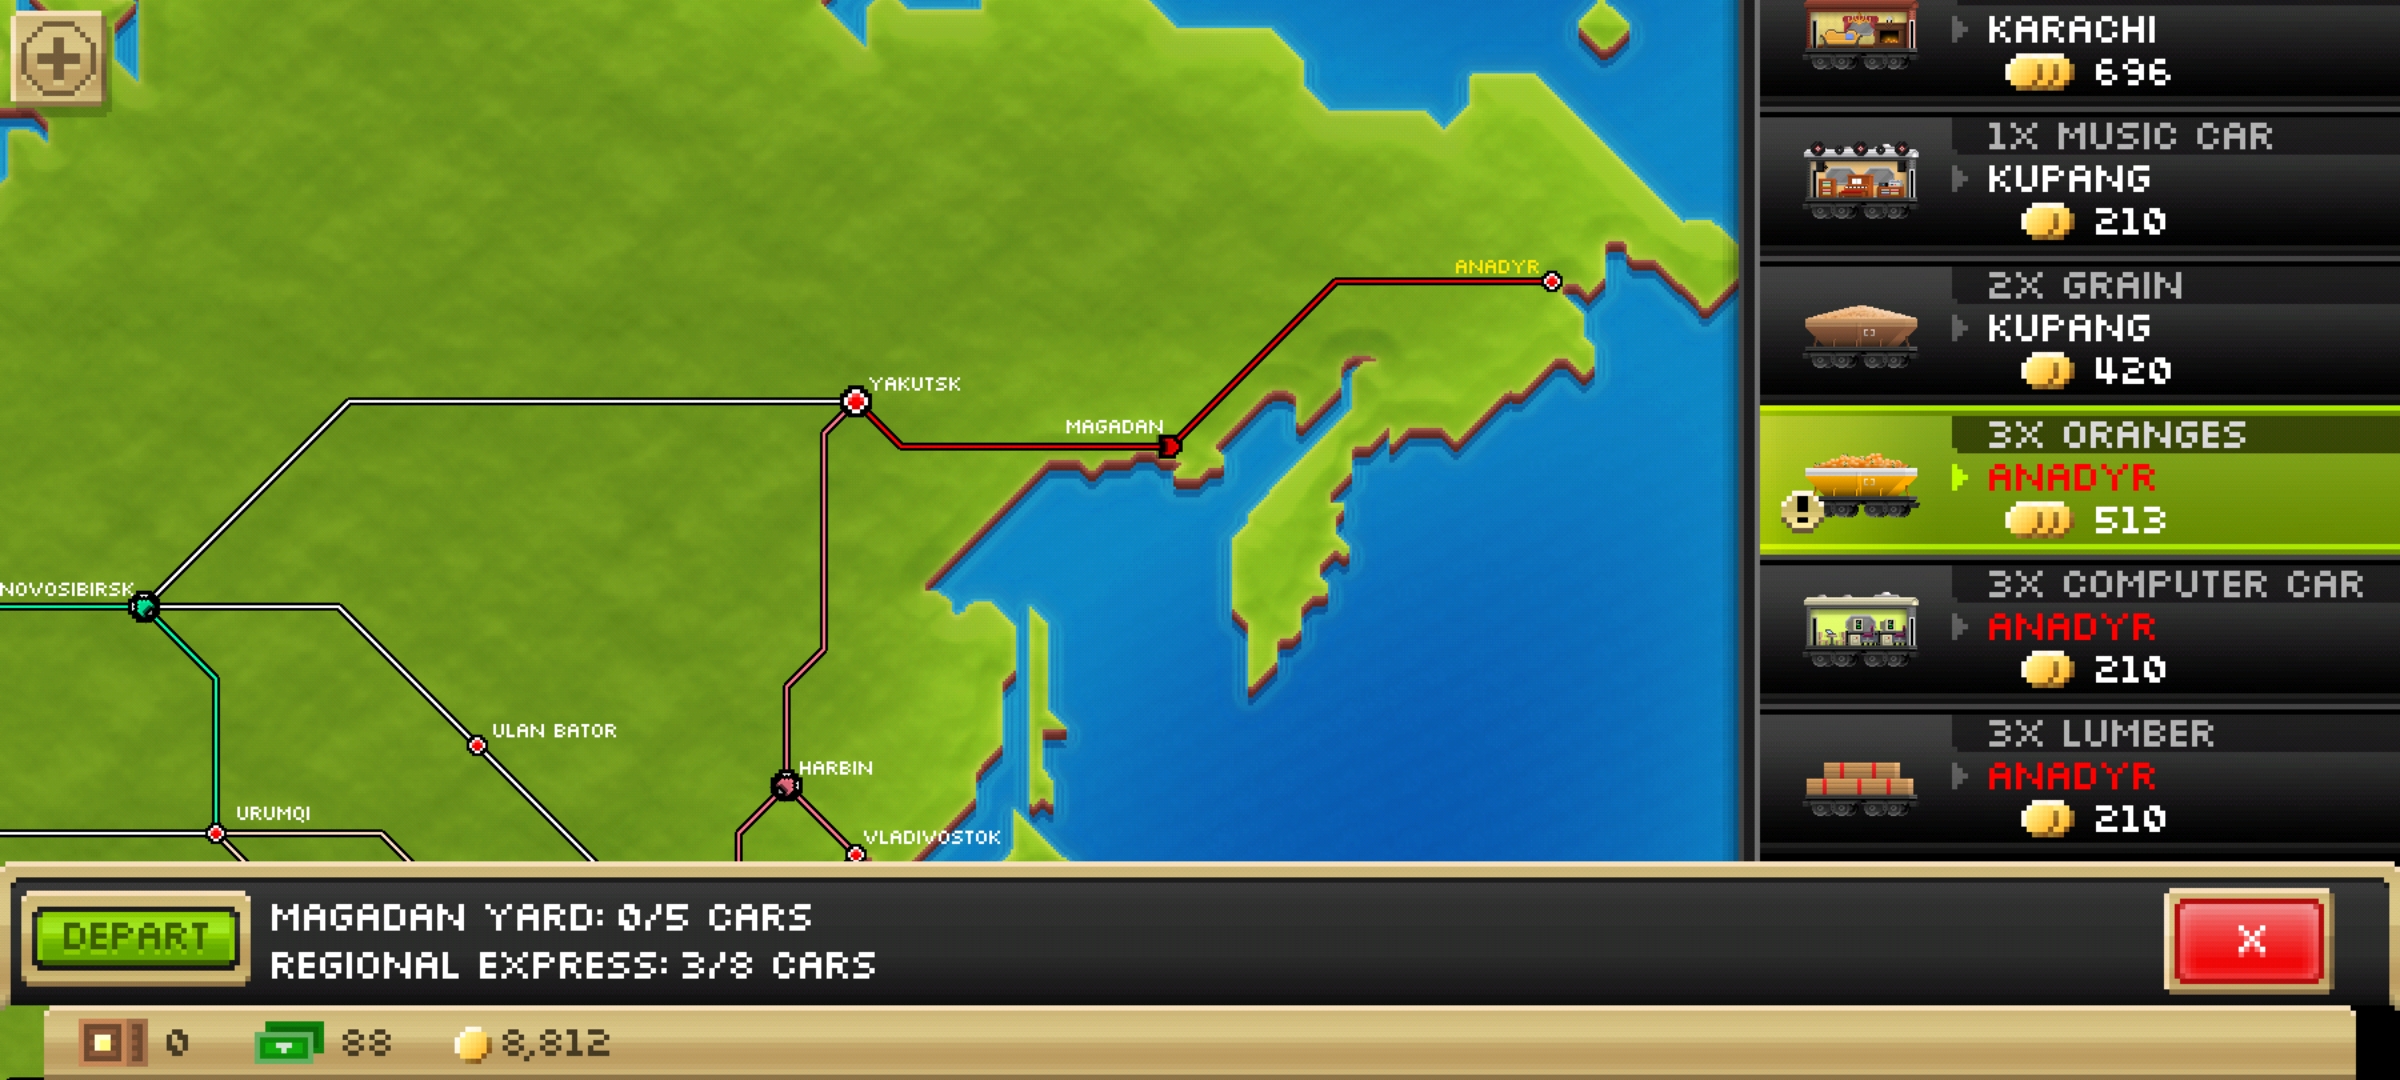 ANADYR
YAKUTSK
MAGADAN
NOVOSIBIRSK
ULAN BATOR
HARBIN
URUMQI
VLADIVOSTOK
KARACHI
696
1X MUSIC CAR
KUPANG
210
2X GRAIN
KUPANG
420
3X ORANGES
ANADYR
513
3X COMPUTER CAR
ANADYR
210
3X LUMBER
ANADYR
210
DEPART
MAGADAN YARD: 0/5 CARS
REGIONAL EXPRESS: 3/8 CARS
X
0 88 8,812